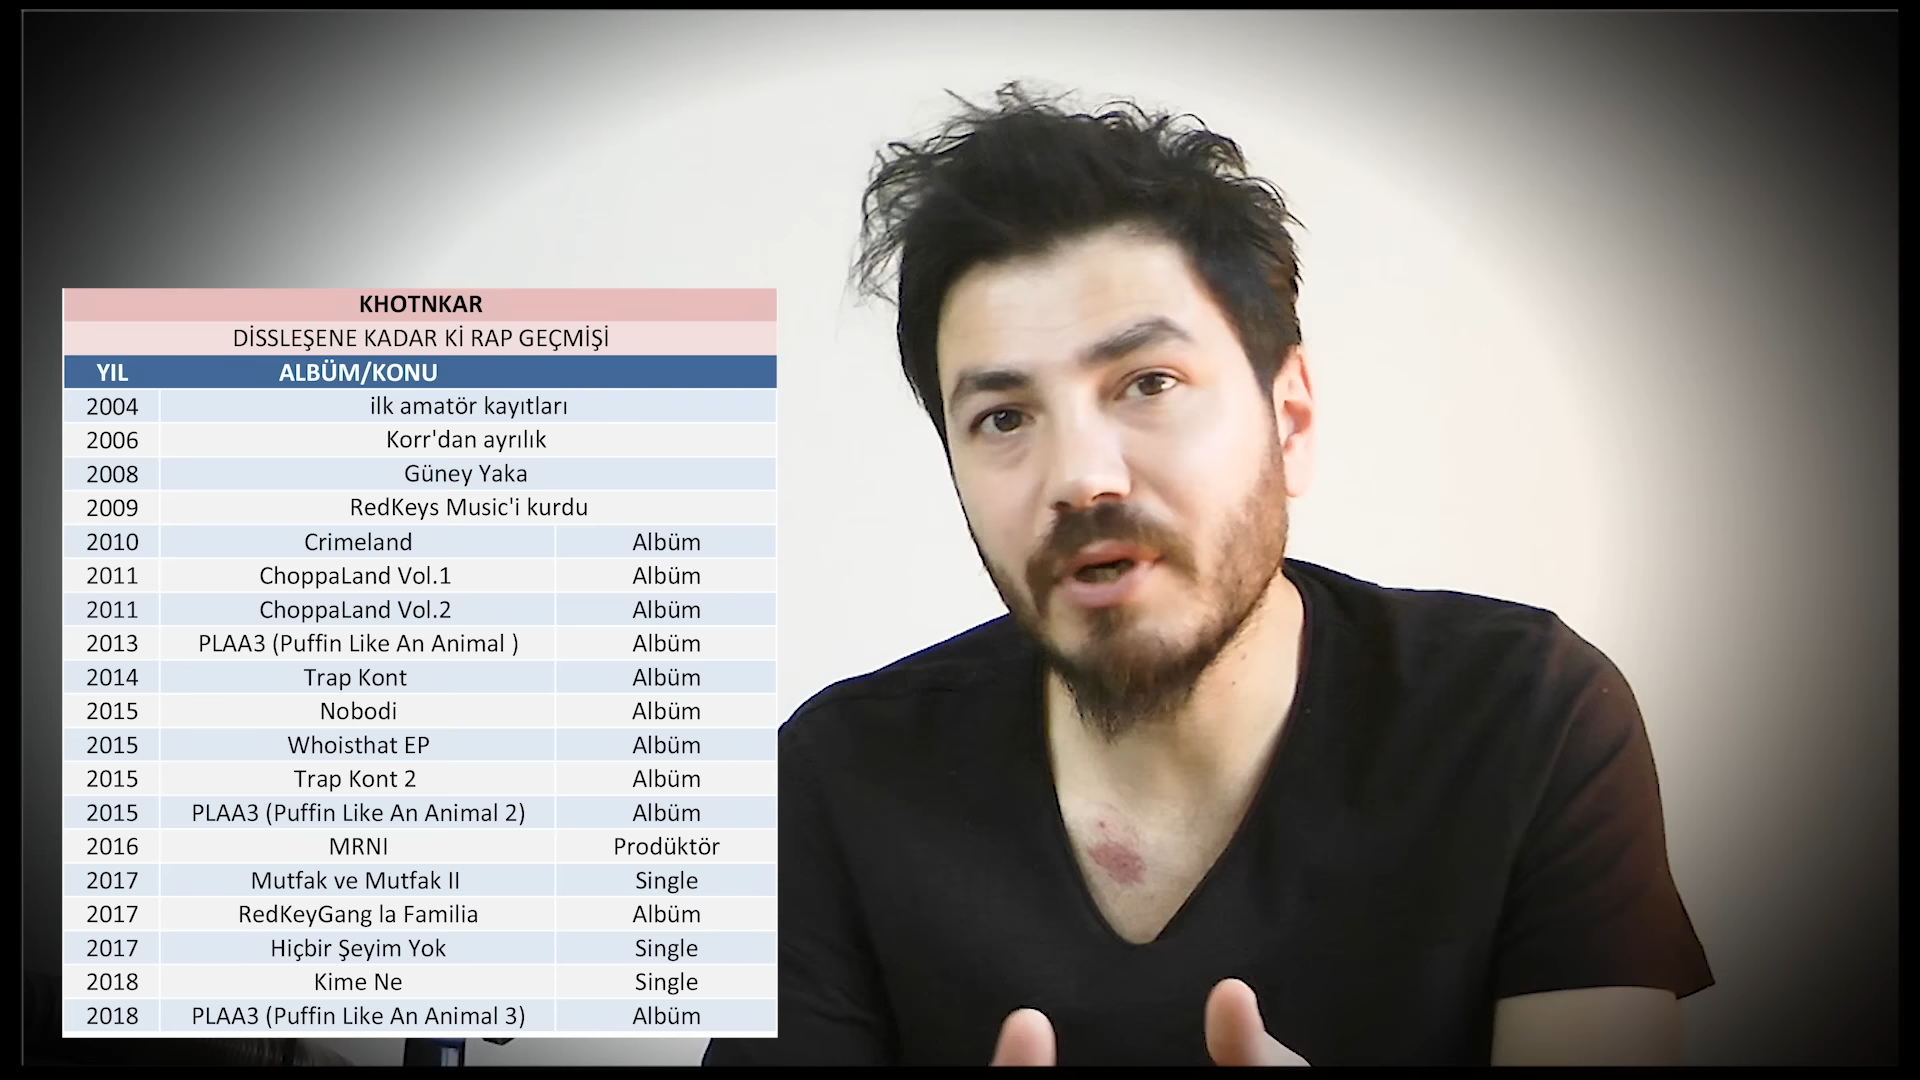 KHOTNKAR
DİSSLEŞENE KADAR Kİ RAP GEÇMİŞİ
YIL ALBÜM/KONU
2004 ilk amatör kayıtları
2006 Korr'dan ayrılık
2008 Güney Yaka
2009 RedKeys Music'i kurdu
2010 Crimeland Albüm
2011 ChoppaLand Vol.1 Albüm
2011 ChoppaLand Vol.2 Albüm
2013 PLAA3 (Puffin Like An Animal ) Albüm
2014 Trap Kont Albüm
2015 Nobodi Albüm
2015 Whoisthat EP Albüm
2015 Trap Kont 2 Albüm
2015 PLAA3 (Puffin Like An Animal 2) Albüm
2016 MRNI Prodüktör
2017 Mutfak ve Mutfak II Single
2017 RedKeyGang la Familia Albüm
2017 Hiçbir Şeyim Yok Single
2018 Kime Ne Single
2018 PLAA3 (Puffin Like An Animal 3) Albüm